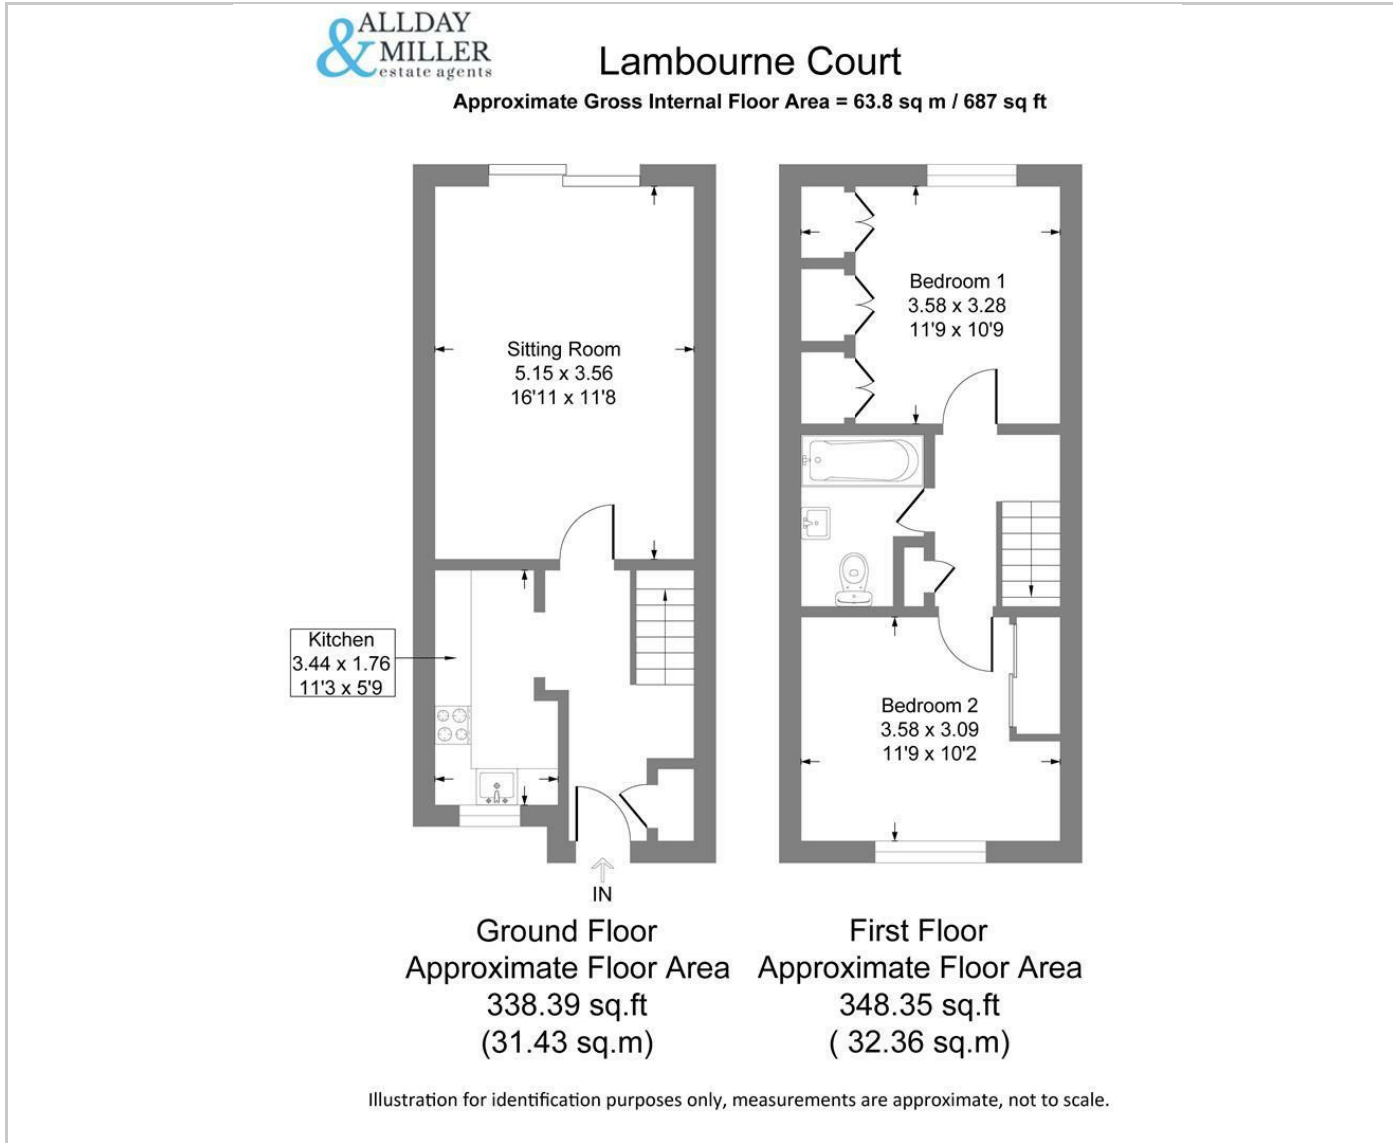 ALLDAY
& MILLER
estate agents
Lambourne Court
Approximate Gross Internal Floor Area = 63.8 sq m / 687 sq ft
Sitting Room
5.15 x 3.56
16'11 x 11'8
Kitchen
3.44 x 1.76
11'3 x 5'9
IN
Bedroom 1
3.58 x 3.28
11'9 x 10'9
Bedroom 2
3.58 x 3.09
11'9 x 10'2
Ground Floor
Approximate Floor Area
338.39 sq.ft
(31.43 sq.m)
First Floor
Approximate Floor Area
348.35 sq.ft
( 32.36 sq.m)
Illustration for identification purposes only, measurements are approximate, not to scale.